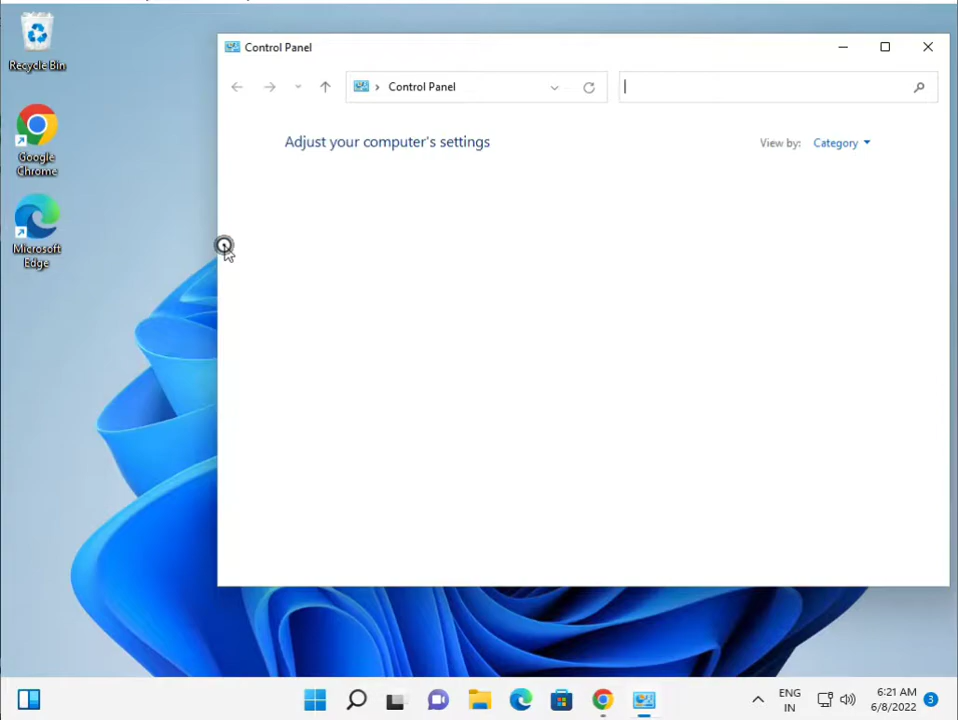 Recycle Bin
Google
Chrome
Microsoft
Edge
Control Panel
Control Panel
Adjust your computer's settings
View by: Category
ENG
IN
6:21 AM
6/8/2022
3